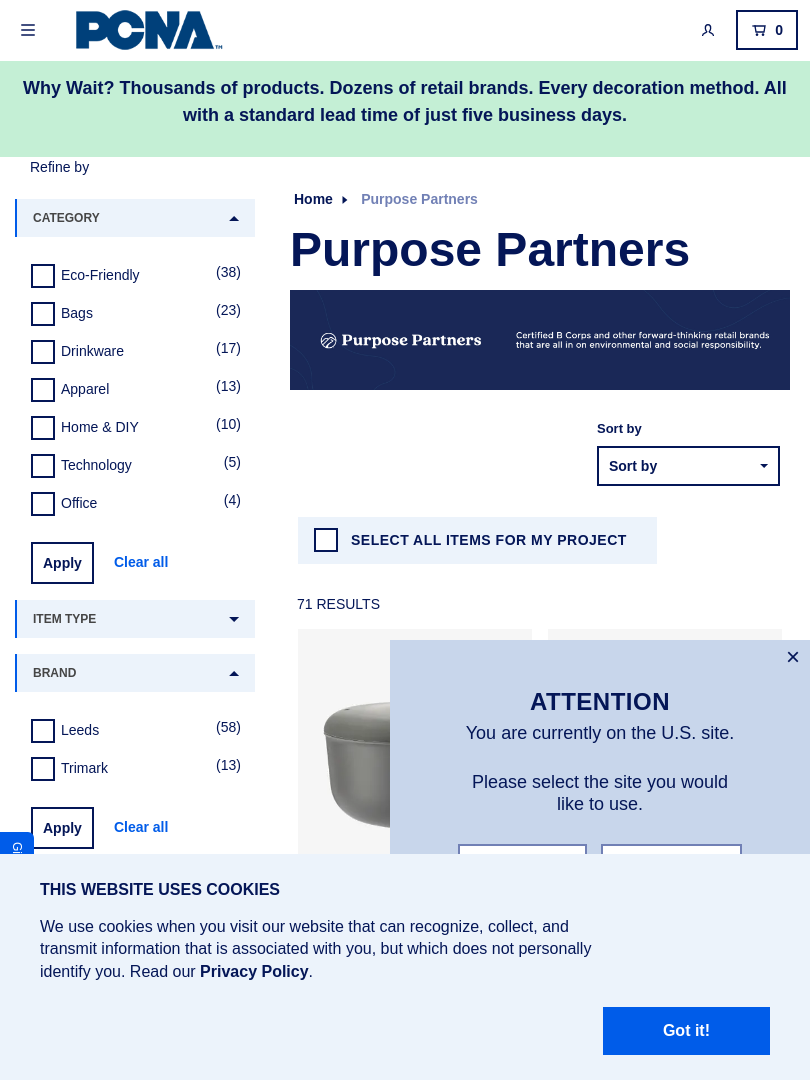 PCNA™
0
Why Wait? Thousands of products. Dozens of retail brands. Every decoration method. All
with a standard lead time of just five business days.
Refine by
CATEGORY
Eco-Friendly (38)
Bags (23)
Drinkware (17)
Apparel (13)
Home & DIY (10)
Technology (5)
Office (4)
Apply Clear all
ITEM TYPE
BRAND
Leeds (58)
Trimark (13)
Apply Clear all
Home Purpose Partners
Purpose Partners
Purpose Partners
Certified B Corps and other forward-thinking retail brands
that are all in on environmental and social responsibility.
Sort by
Sort by
SELECT ALL ITEMS FOR MY PROJECT
71 RESULTS
ATTENTION
You are currently on the U.S. site.
Please select the site you would
like to use.
THIS WEBSITE USES COOKIES
We use cookies when you visit our website that can recognize, collect, and
transmit information that is associated with you, but which does not personally
identify you. Read our Privacy Policy.
Got it!